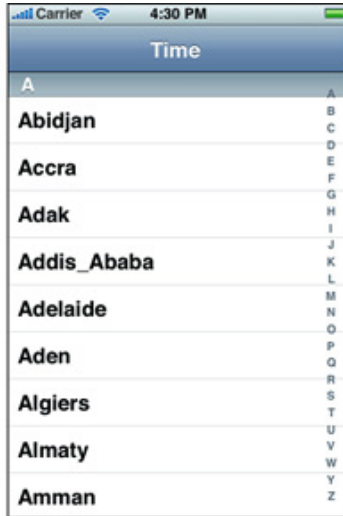 Carrier 4:30 PM
Time
A
Abidjan
Accra
Adak
Addis_Ababa
Adelaide
Aden
Algiers
Almaty
Amman
A
B
C
D
E
F
G
H
I
J
K
L
M
N
O
P
Q
R
S
T
U
V
W
Y
Z